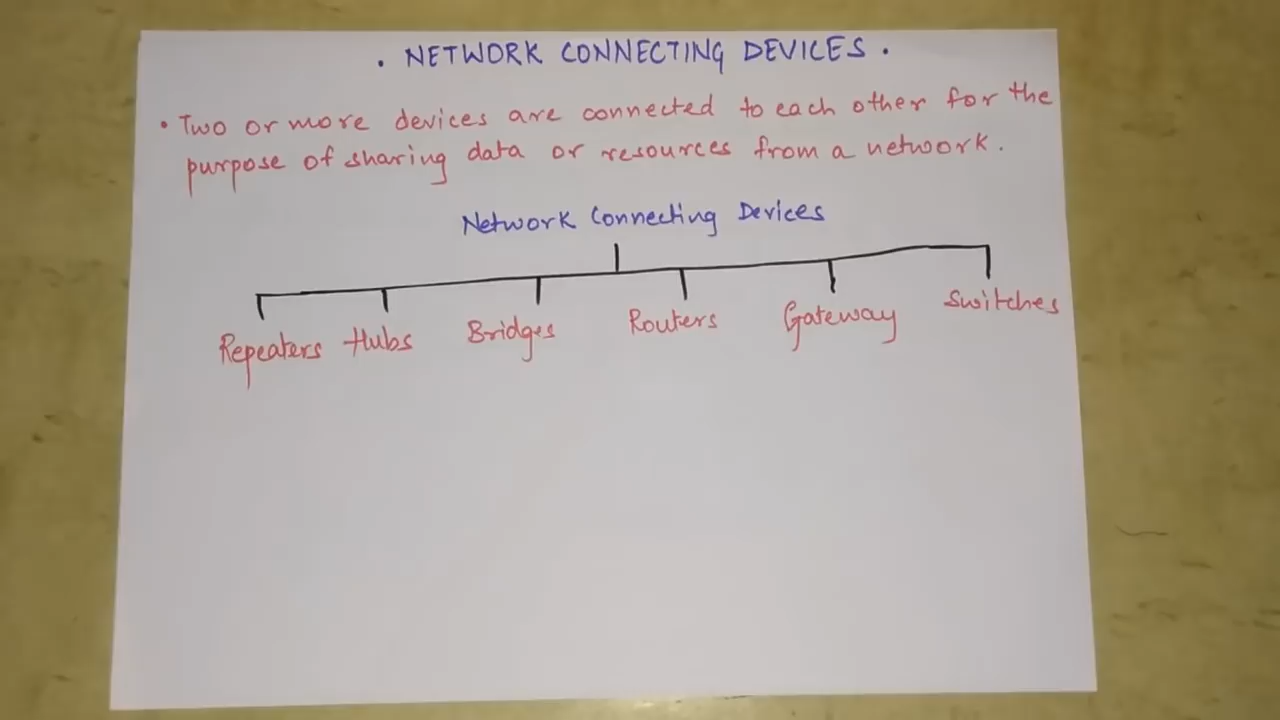 . NETWORK CONNECTING DEVICES .
• Two or more devices are connected to each other for the
purpose of sharing data or resources from a network.
Network Connecting Devices
Repeaters Hubs Bridges Routers Gateway Switches